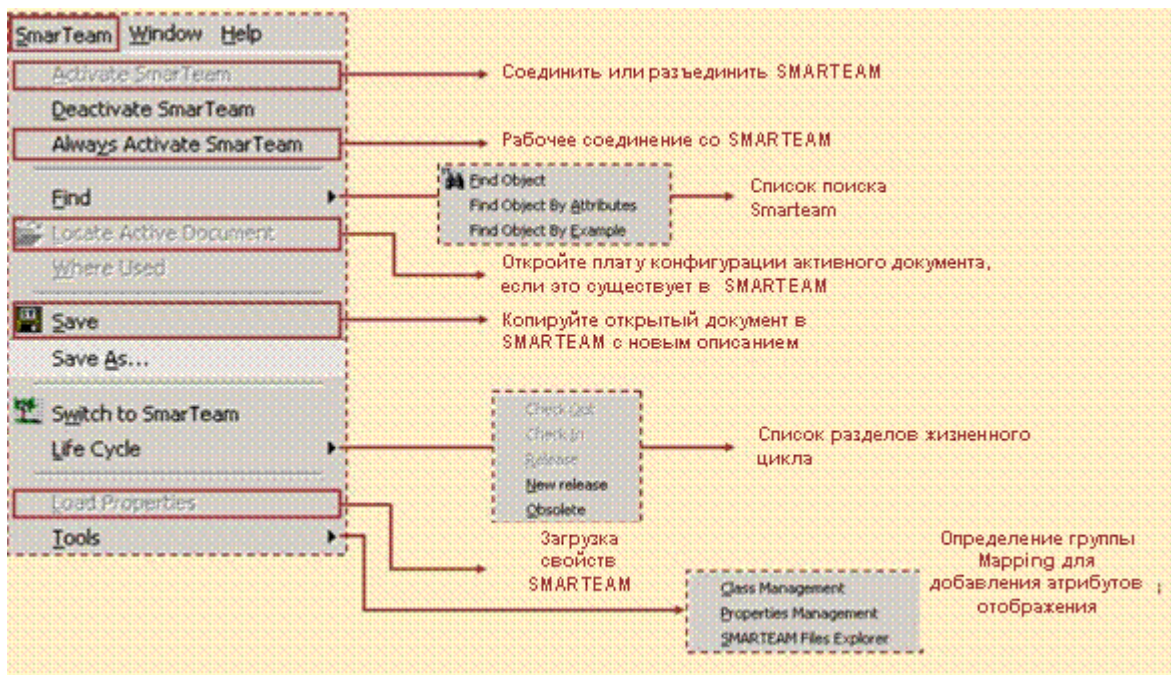 SmarTeam Window Help
Activate SmarTeam
Соединить или разъединить SMARTEAM
Deactivate SmarTeam
Always Activate SmarTeam
Рабочее соединение со SMARTEAM
Find
Find Object
Find Object By Attributes
Find Object By Example
Список поиска
Smarteam
Locate Active Document
Where Used
Откройте плату конфигурации активного документа,
если это существует в SMARTEAM
Save
Копируйте открытый документ в
SMARTEAM с новым описанием
Save As...
Switch to SmarTeam
Life Cycle
Check Out
Check In
Release
New release
Obsolete
Список разделов жизненного
цикла
Load Properties
Загрузка
свойств
SMARTEAM
Tools
Class Management
Properties Management
SMARTEAM Files Explorer
Определение группы
Mapping для
добавления атрибутов ;
отображения